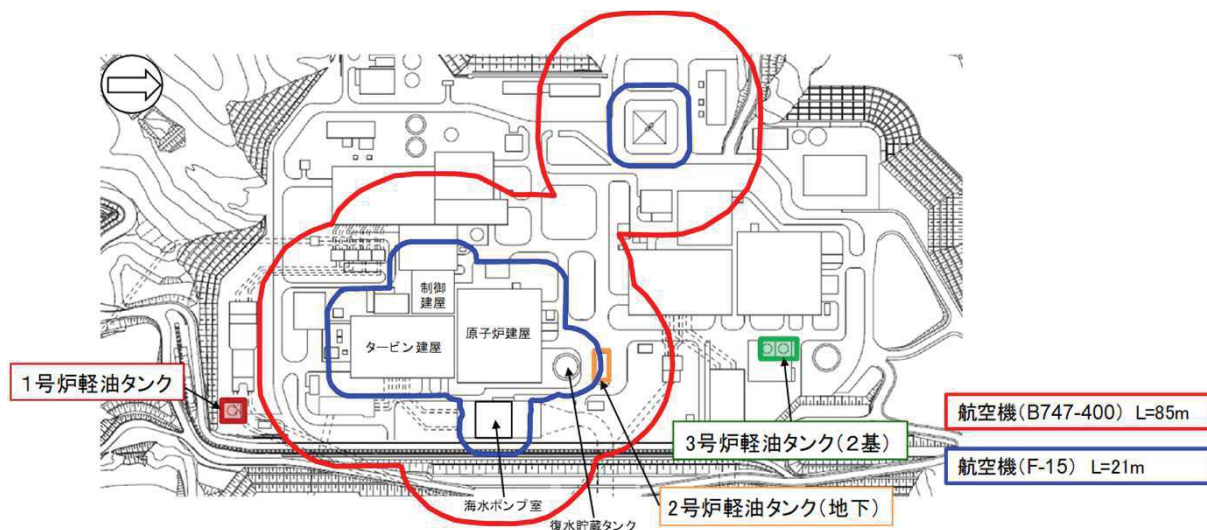 制御
建屋
原子炉建屋
タービン建屋
1号炉軽油タンク
航空機(B747-400) L=85m
3号炉軽油タンク(2基)
航空機(F-15) L=21m
海水ポンプ室
2号炉軽油タンク(地下)
復水貯蔵タンク